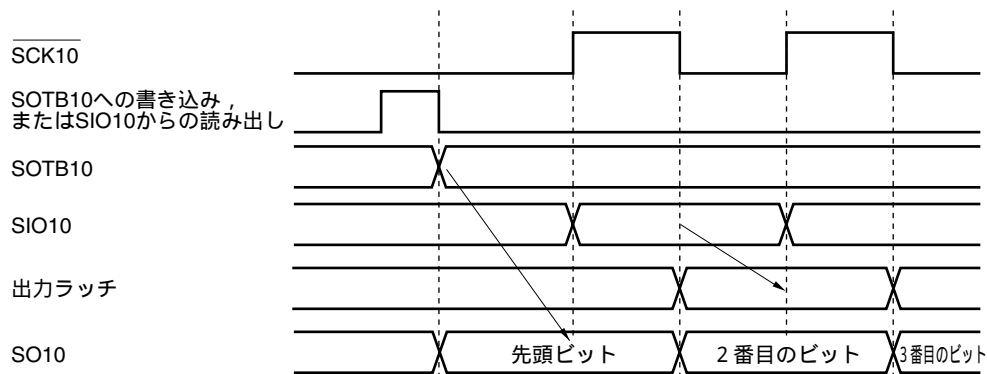 SCK10
SOTB10への書き込み，
またはSIO10からの読み出し
SOTB10
SIO10
出力ラッチ
SO10
先頭ビット
2番目のビット
3番目のビット